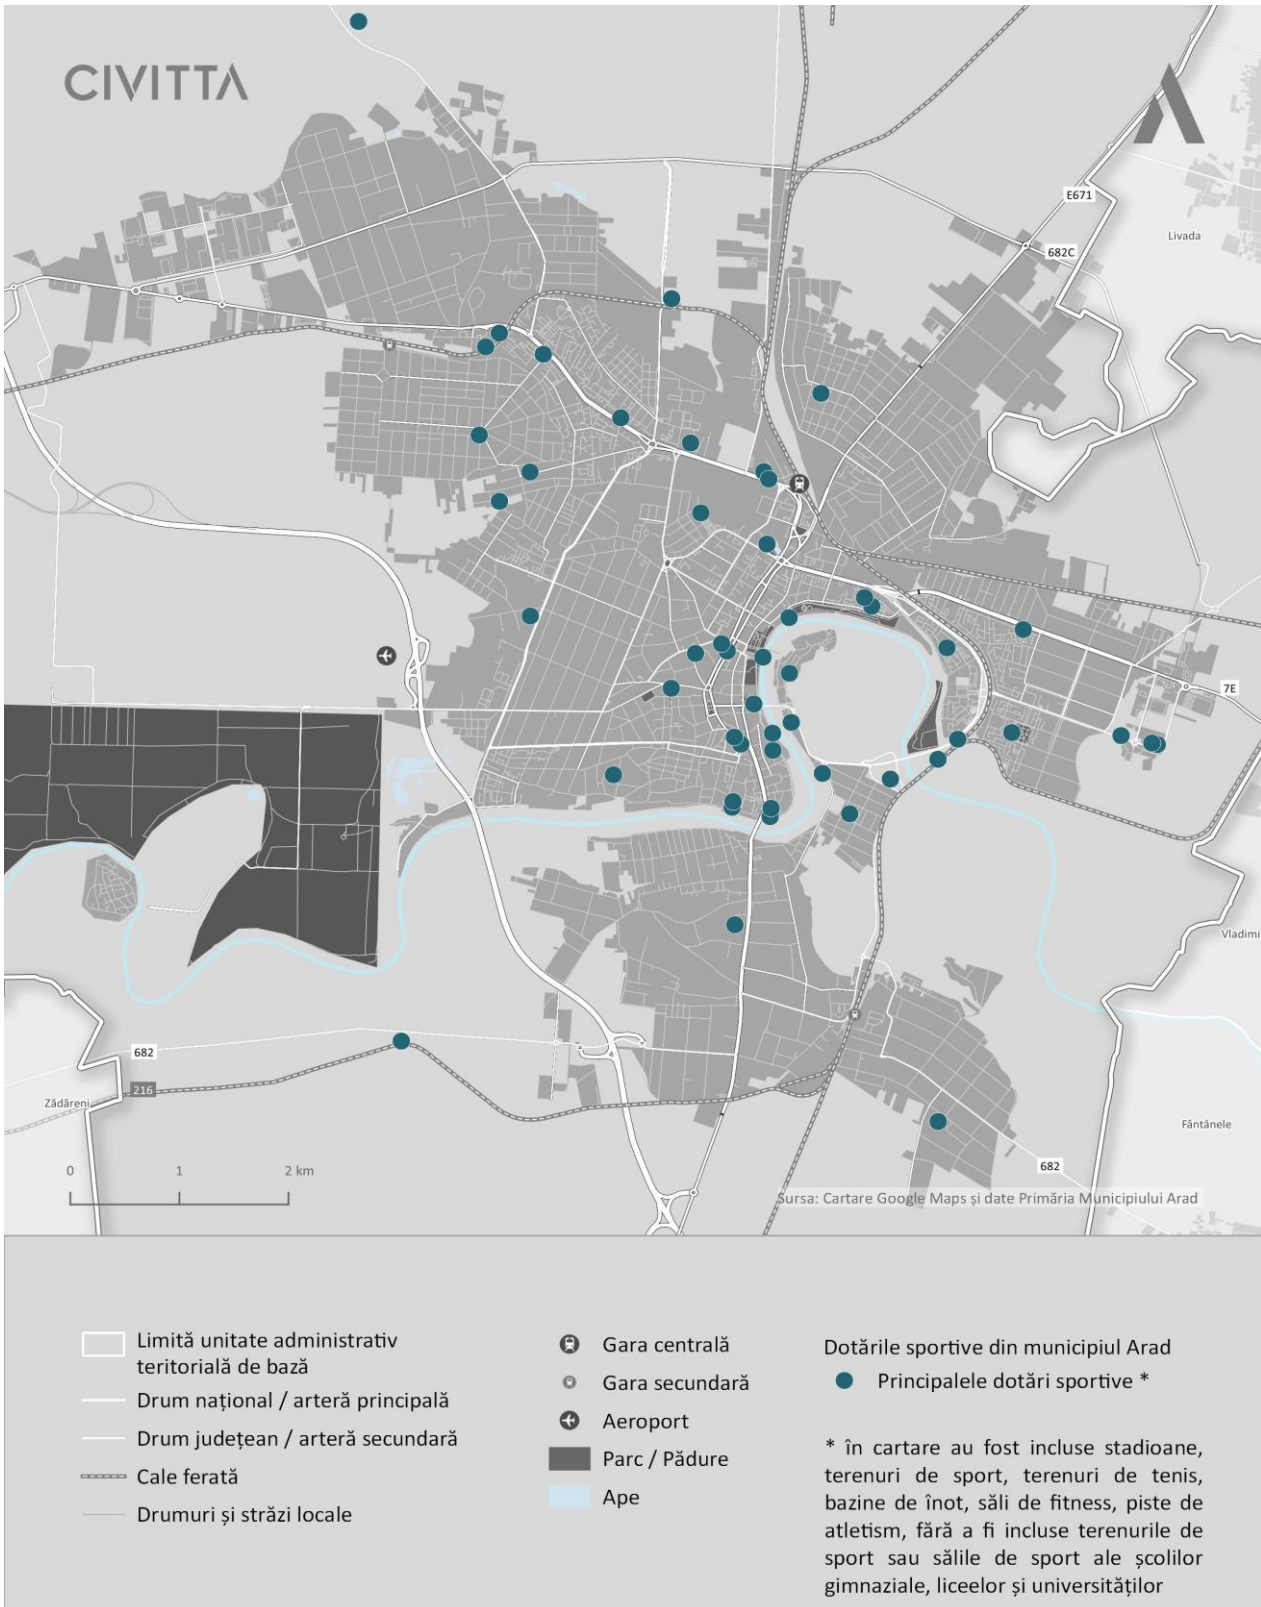 CIVITTA
E671
Livada
682C
7E
Vladimi
682
216
Zădăreni
Fântânele
0 1 2 km
682
Sursa: Cartare Google Maps și date Primăria Municipiului Arad
Limită unitate administrativ
teritorială de bază
Drum național / arteră principală
Drum județean / arteră secundară
Cale ferată
Drumuri și străzi locale
Gara centrală
Gara secundară
Aeroport
Parc / Pădure
Ape
Dotările sportive din municipiul Arad
Principalele dotări sportive *
* în cartare au fost incluse stadioane,
terenuri de sport, terenuri de tenis,
bazine de înot, săli de fitness, piste de
atletism, fără a fi incluse terenurile de
sport sau sălile de sport ale școlilor
gimnaziale, liceelor și universităților